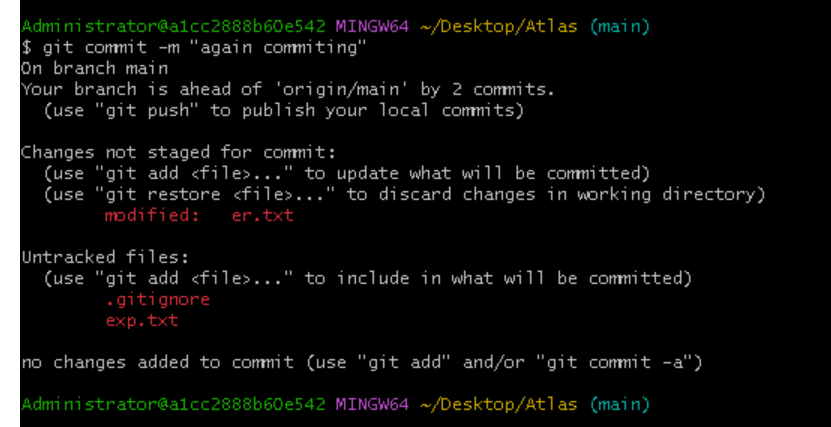 Administrator@a1cc2888b60e542 MINGW64 ~/Desktop/Atlas (main)
$ git commit -m "again commiting"
On branch main
Your branch is ahead of 'origin/main' by 2 commits.
  (use "git push" to publish your local commits)

Changes not staged for commit:
  (use "git add <file>..." to update what will be committed)
  (use "git restore <file>..." to discard changes in working directory)
        modified:   er.txt

Untracked files:
  (use "git add <file>..." to include in what will be committed)
        .gitignore
        exp.txt

no changes added to commit (use "git add" and/or "git commit -a")

Administrator@a1cc2888b60e542 MINGW64 ~/Desktop/Atlas (main)